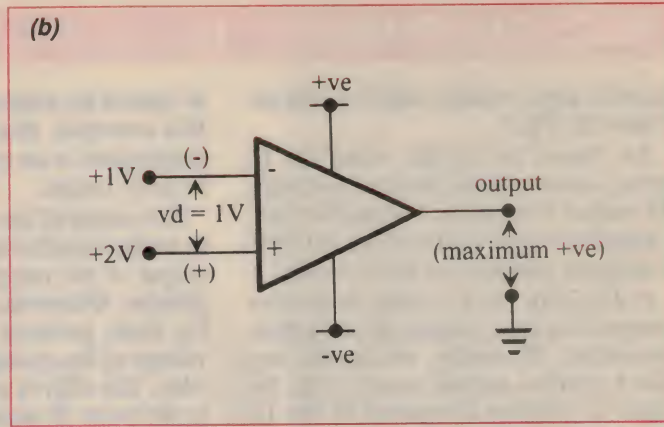 (b)
+ve
+1V
(-)
-
vd = 1V
output
+2V
(+)
+
(maximum +ve)
-ve